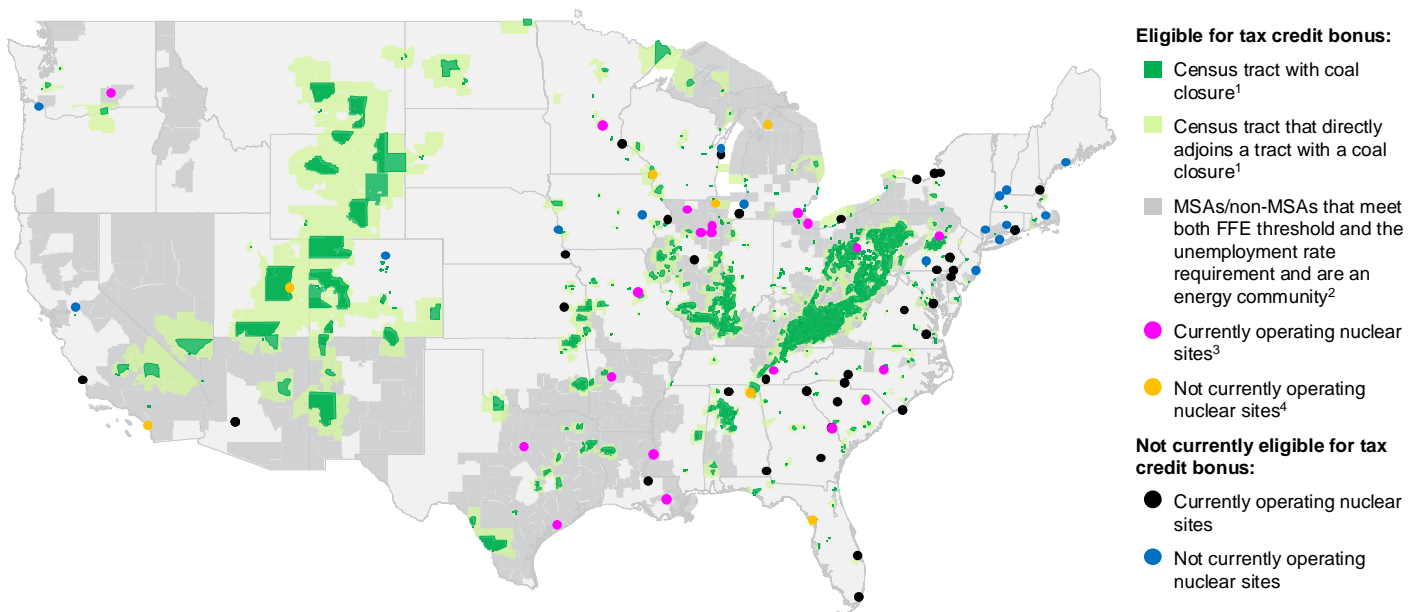 Eligible for tax credit bonus:
Census tract with coal
closure¹
Census tract that directly
adjoins a tract with a coal
closure¹
MSAs/non-MSAs that meet
both FFE threshold and the
unemployment rate
requirement and are an
energy community²
Currently operating nuclear
sites³
Not currently operating
nuclear sites⁴
Not currently eligible for tax
credit bonus:
Currently operating nuclear
sites
Not currently operating
nuclear sites